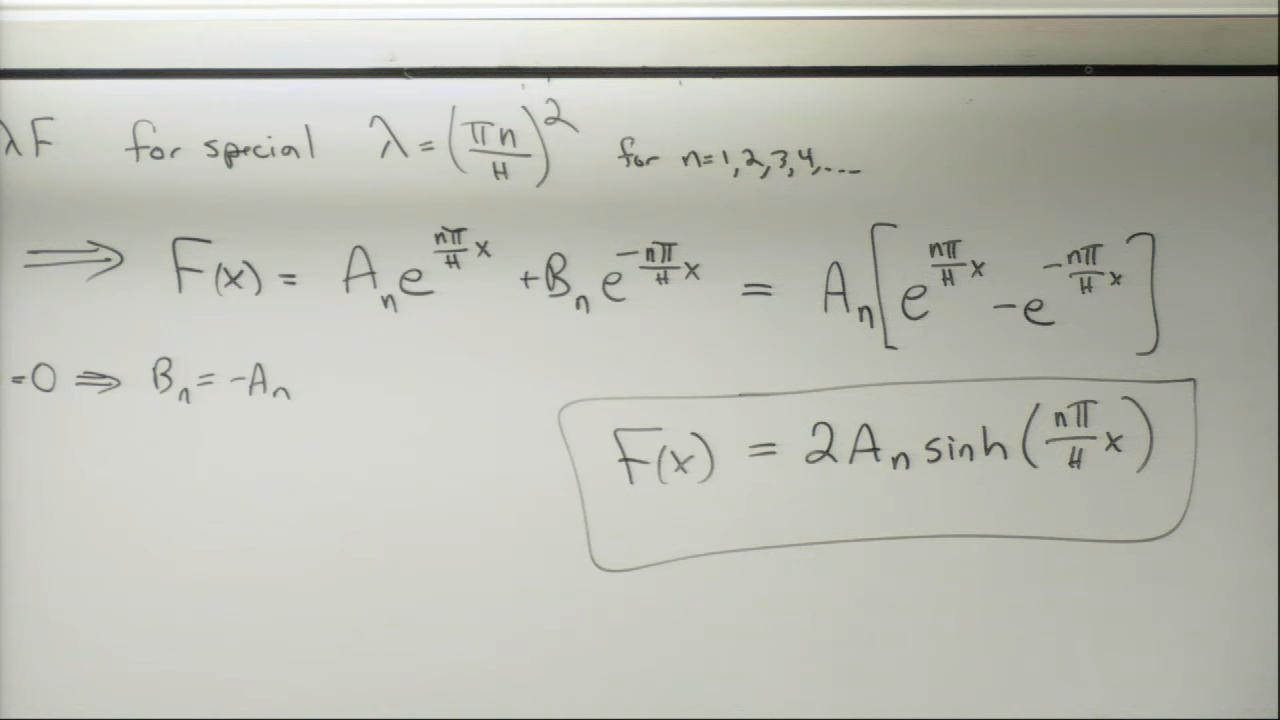 λF for special λ = (πn/H)² for n=1,2,3,4,...
⟹ F(x) = Aₙe^(nπ/H x) + Bₙe^(-nπ/H x) = Aₙ[e^(nπ/H x) - e^(-nπ/H x)]
=0 ⟹ Bₙ = -Aₙ
F(x) = 2Aₙ sinh(nπ/H x)